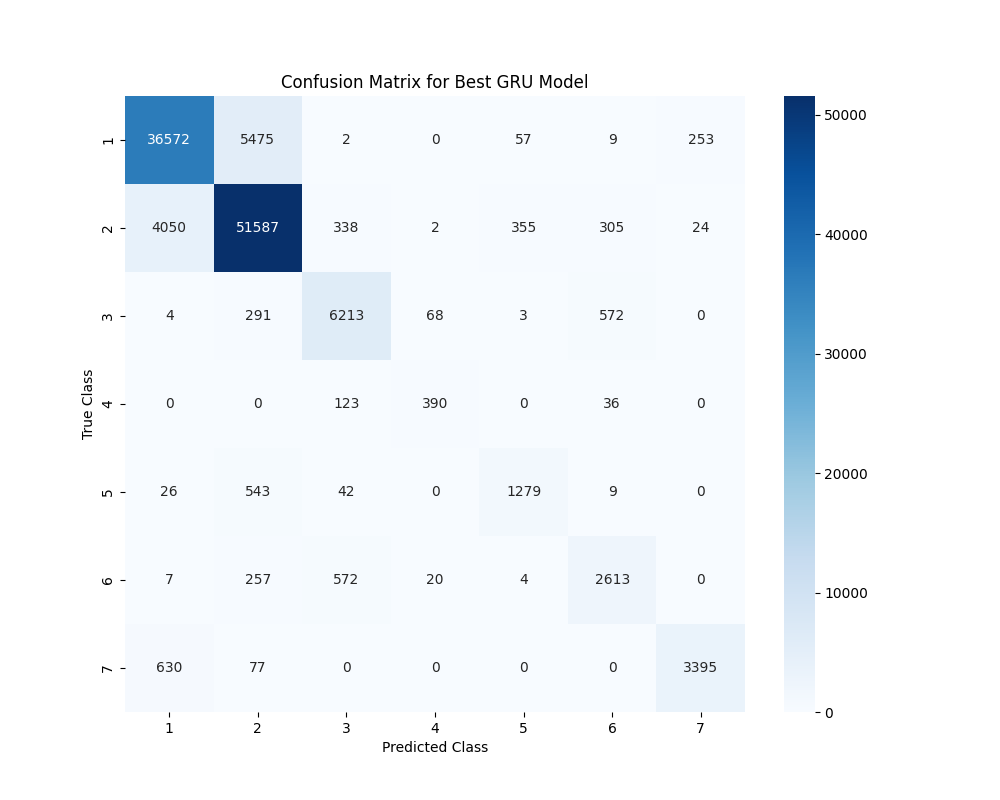 Confusion Matrix for Best GRU Model
1 36572 5475 2 0 57 9 253
2 4050 51587 338 2 355 305 24
3 4 291 6213 68 3 572 0
4 0 0 123 390 0 36 0
5 26 543 42 0 1279 9 0
6 7 257 572 20 4 2613 0
7 630 77 0 0 0 0 3395
1 2 3 4 5 6 7
Predicted Class
True Class
50000
40000
30000
20000
10000
0